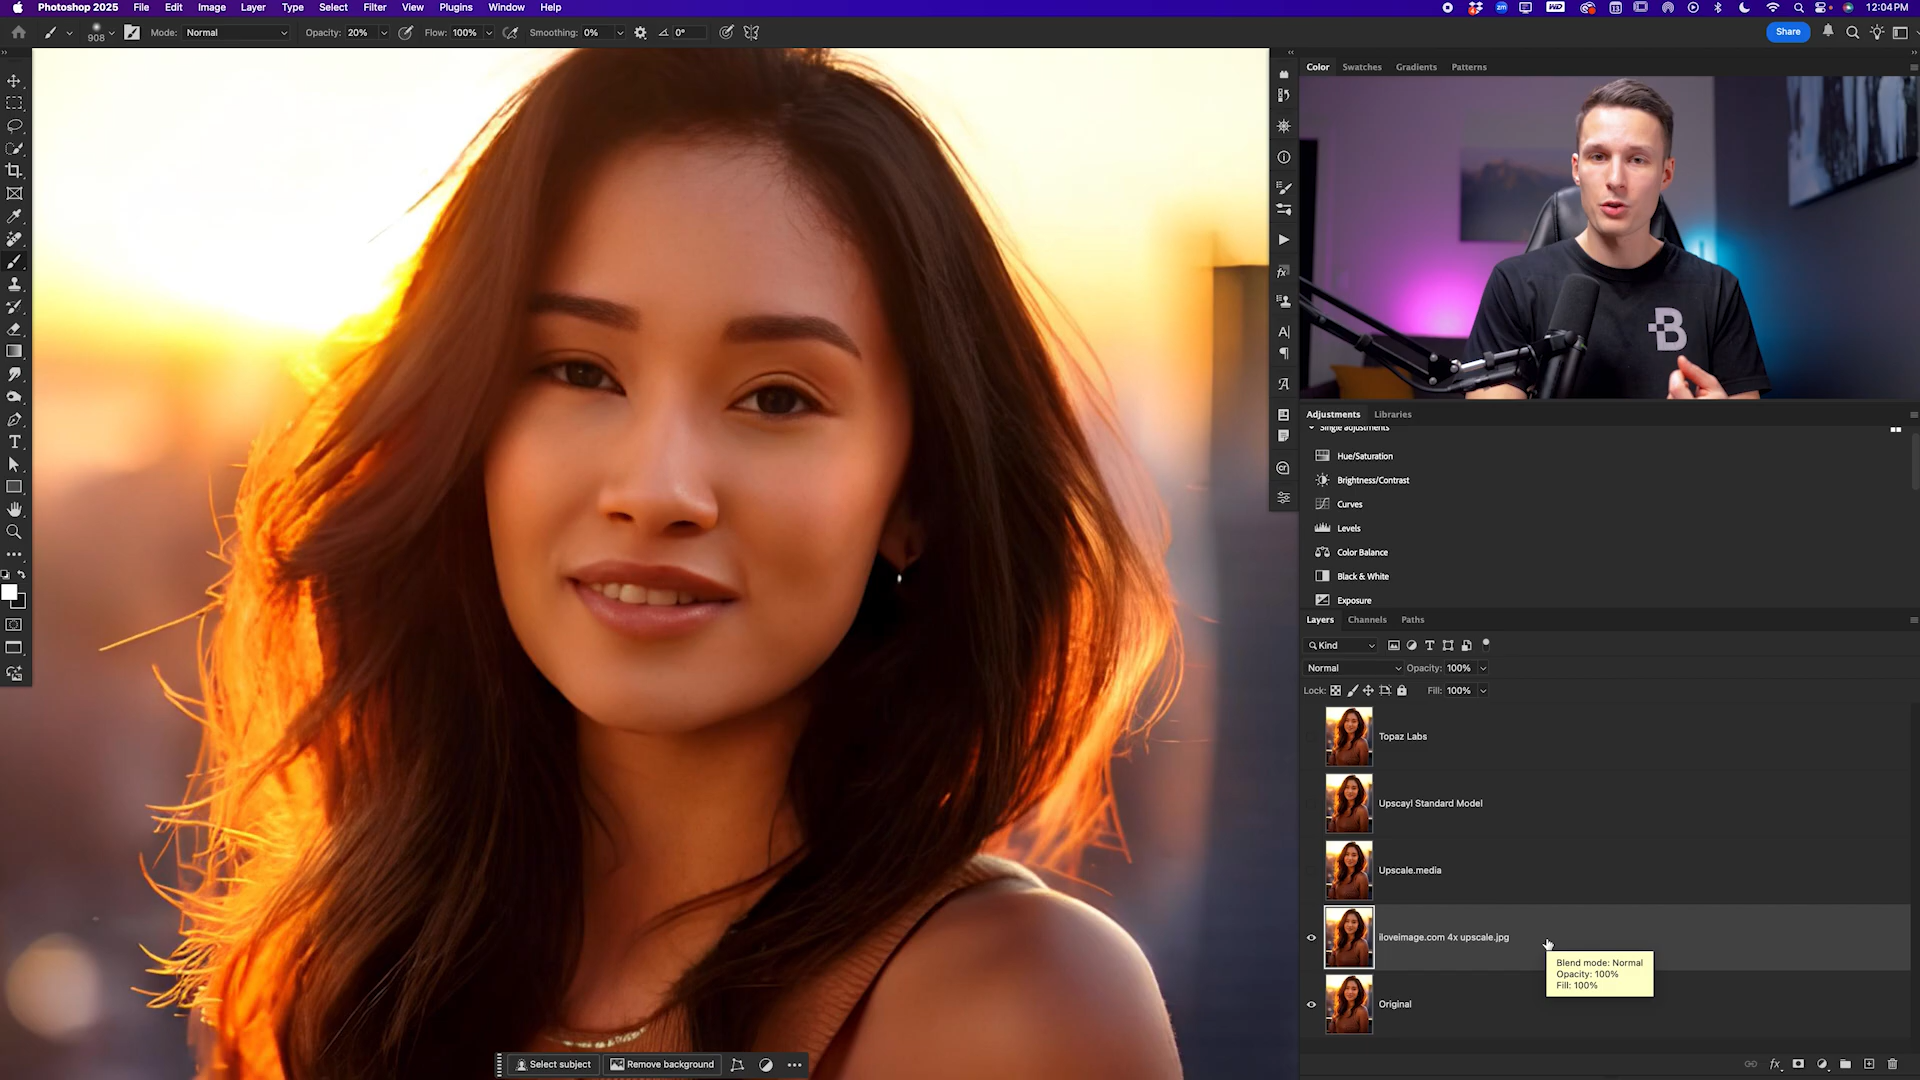 Photoshop 2025 File Edit Image Layer Type Select Filter View Plugins Window Help 12:04PM
908 Mode: Normal Opacity: 20% Flow: 100% Smoothing: 0% 0° Share
Color Swatches Gradients Patterns
B
Adjustments Libraries
Single adjustments
Hue/Saturation
Brightness/Contrast
Curves
Levels
Color Balance
Black & White
Exposure
Layers Channels Paths
Kind
Normal Opacity: 100%
Lock: Fill: 100%
Topaz Labs
Upscayl Standard Model
Upscale.media
iloveimage.com 4x upscale.jpg
Blend mode: Normal
Opacity: 100%
Fill: 100%
Original
Select subject Remove background